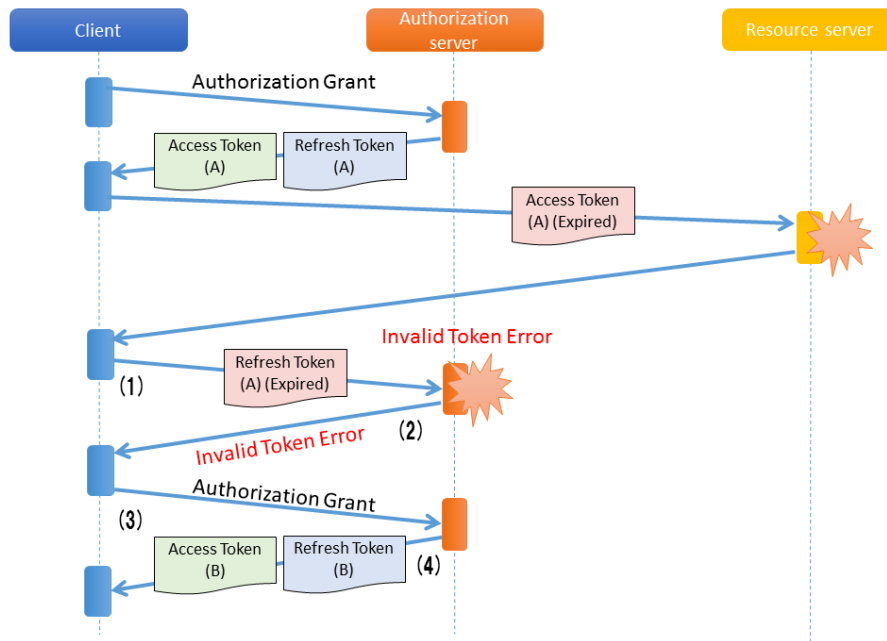 Client
Authorization
server
Resource server
Authorization Grant
Access Token
(A)
Refresh Token
(A)
Access Token
(A) (Expired)
Invalid Token Error
Refresh Token
(A) (Expired)
(1)
(2)
Invalid Token Error
Authorization Grant
(3)
Access Token
(B)
Refresh Token
(B)
(4)